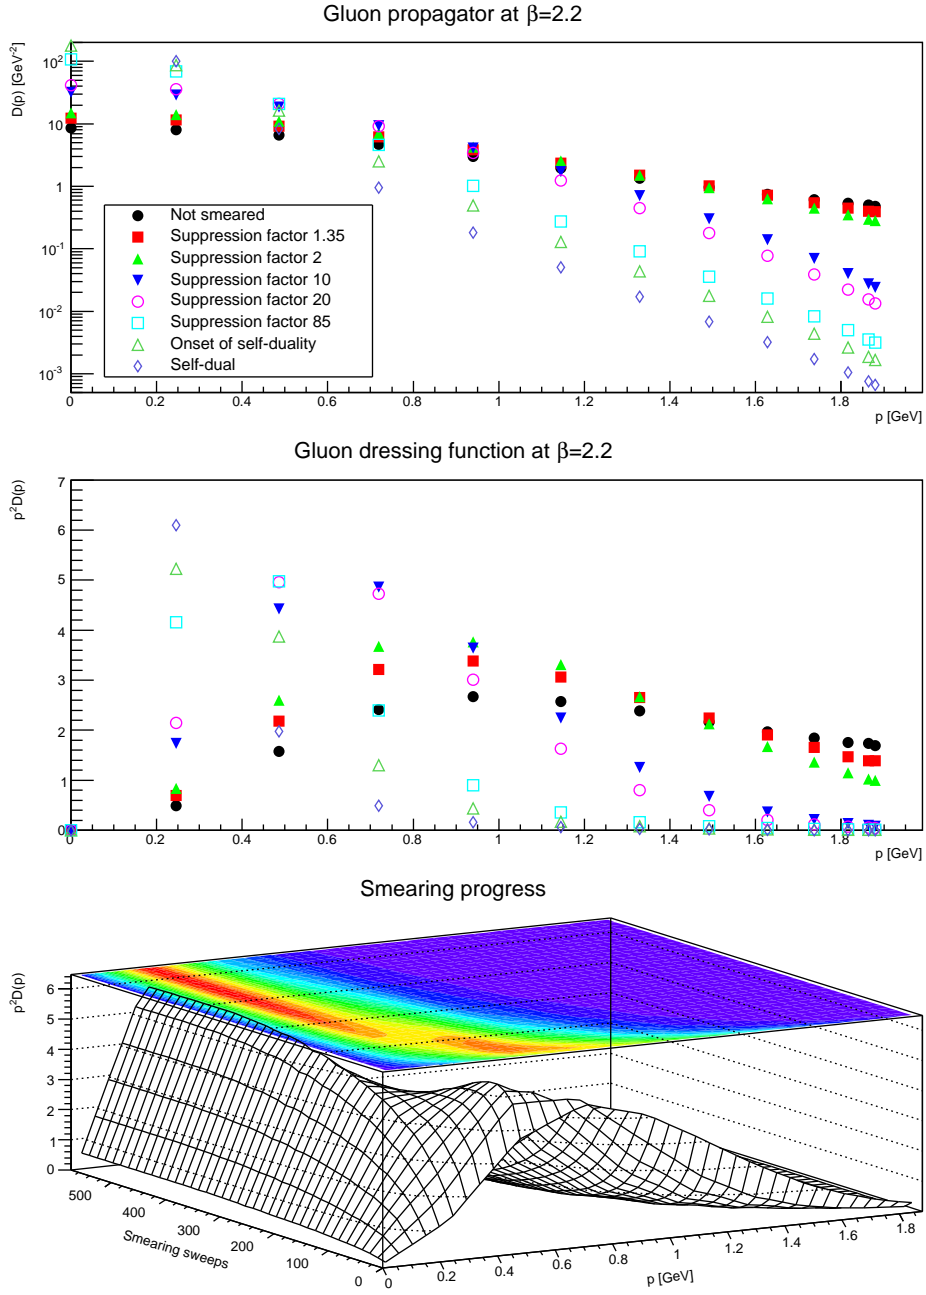 Gluon propagator at β=2.2
D(p) [GeV⁻²]
10²
10
1
10⁻¹
10⁻²
10⁻³
Not smeared
Suppression factor 1.35
Suppression factor 2
Suppression factor 10
Suppression factor 20
Suppression factor 85
Onset of self-duality
Self-dual
0 0.2 0.4 0.6 0.8 1 1.2 1.4 1.6 1.8
p [GeV]
Gluon dressing function at β=2.2
p²D(p)
7
6
5
4
3
2
1
0
0 0.2 0.4 0.6 0.8 1 1.2 1.4 1.6 1.8
p [GeV]
Smearing progress
p²D(p)
6
5
4
3
2
1
0
500 400 300 200 100 0
Smearing sweeps
0 0.2 0.4 0.6 0.8 1 1.2 1.4 1.6 1.8
p [GeV]